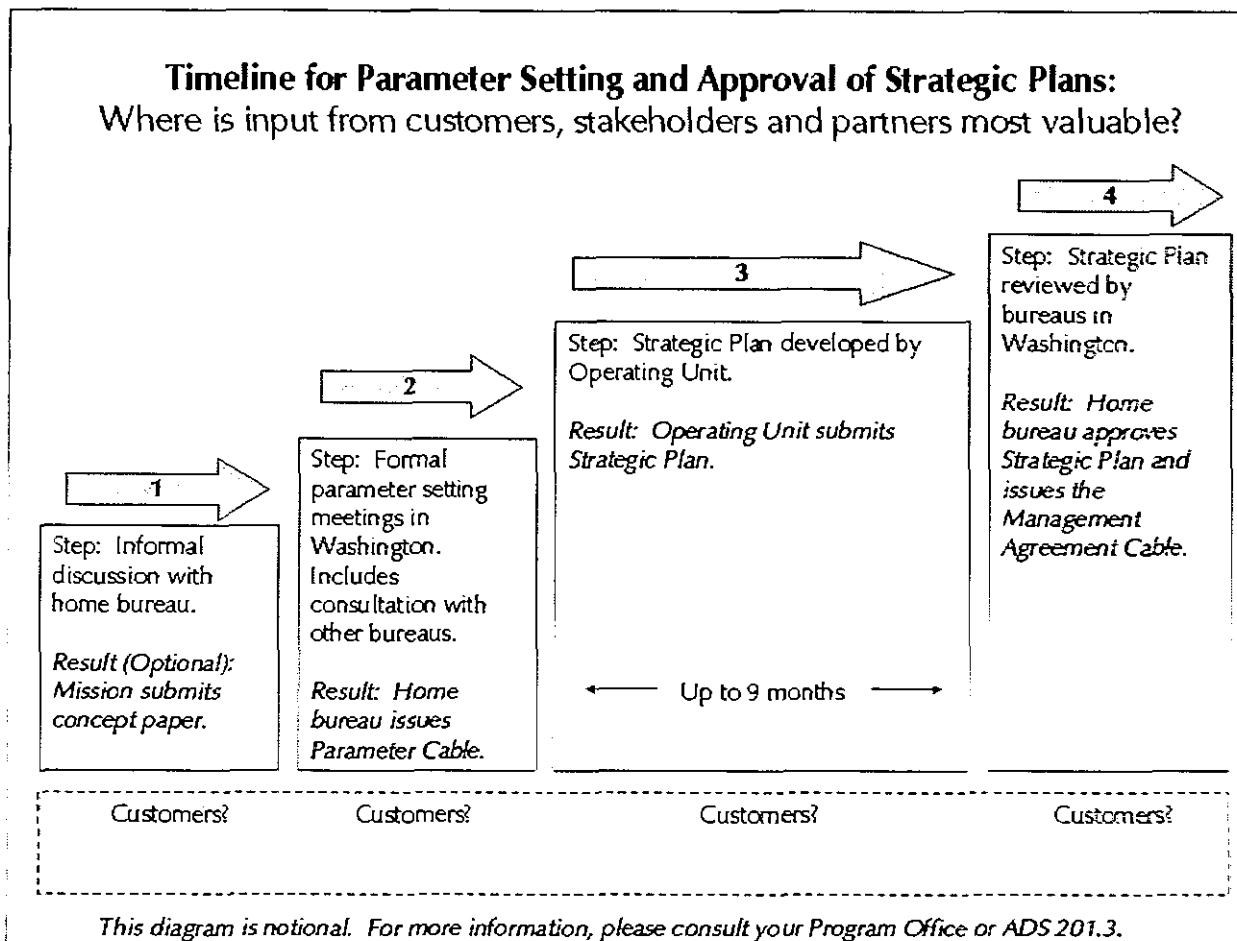 Timeline for Parameter Setting and Approval of Strategic Plans:
Where is input from customers, stakeholders and partners most valuable?
1
Step: Informal
discussion with
home bureau.
Result (Optional):
Mission submits
concept paper.
2
Step: Formal
parameter setting
meetings in
Washington.
Includes
consultation with
other bureaus.
Result: Home
bureau issues
Parameter Cable.
3
Step: Strategic Plan developed by
Operating Unit.
Result: Operating Unit submits
Strategic Plan.
Up to 9 months
4
Step: Strategic Plan
reviewed by
bureaus in
Washington.
Result: Home
bureau approves
Strategic Plan and
issues the
Management
Agreement Cable.
Customers?
Customers?
Customers?
Customers?
This diagram is notional. For more information, please consult your Program Office or ADS 201.3.